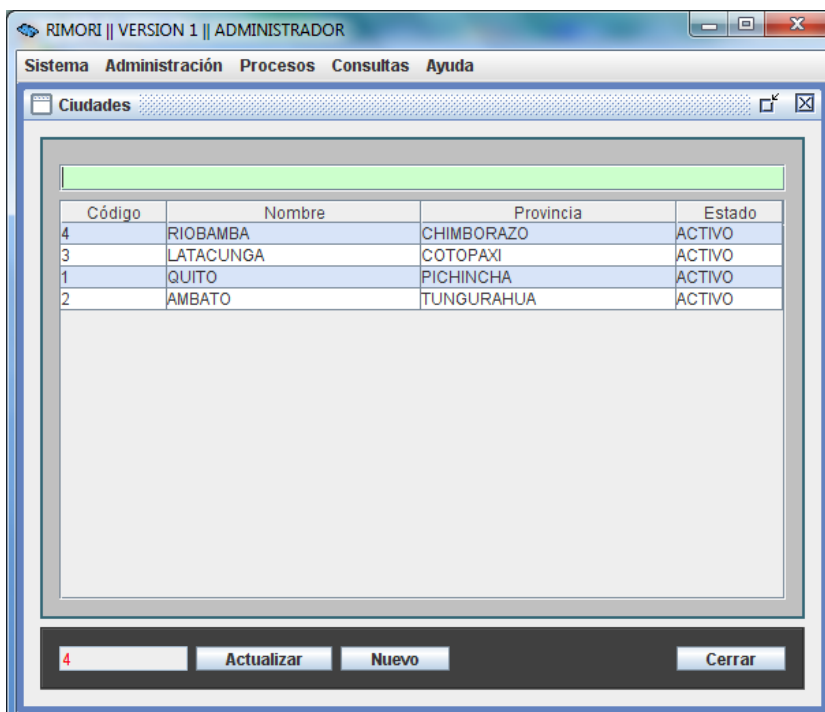 RIMORI || VERSION 1 || ADMINISTRADOR
Sistema Administración Procesos Consultas Ayuda
Ciudades
Código Nombre Provincia Estado
4 RIOBAMBA CHIMBORAZO ACTIVO
3 LATACUNGA COTOPAXI ACTIVO
1 QUITO PICHINCHA ACTIVO
2 AMBATO TUNGURAHUA ACTIVO
4 Actualizar Nuevo Cerrar